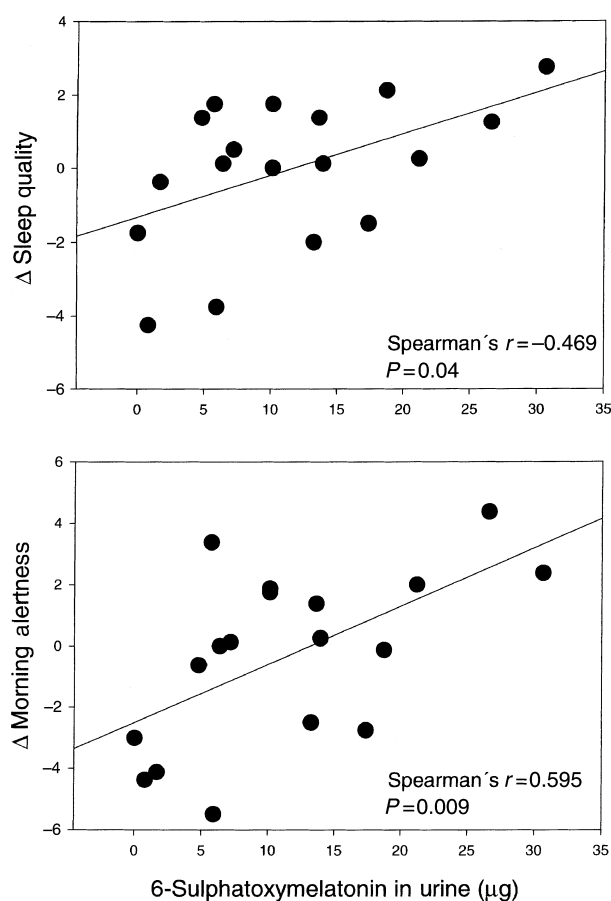 4
2
0
−2
−4
−6
Δ Sleep quality
Spearman´s r=−0.469
P=0.04
0 5 10 15 20 25 30 35
6
4
2
0
−2
−4
−6
Δ Morning alertness
Spearman´s r=0.595
P=0.009
0 5 10 15 20 25 30 35
6-Sulphatoxymelatonin in urine (μg)